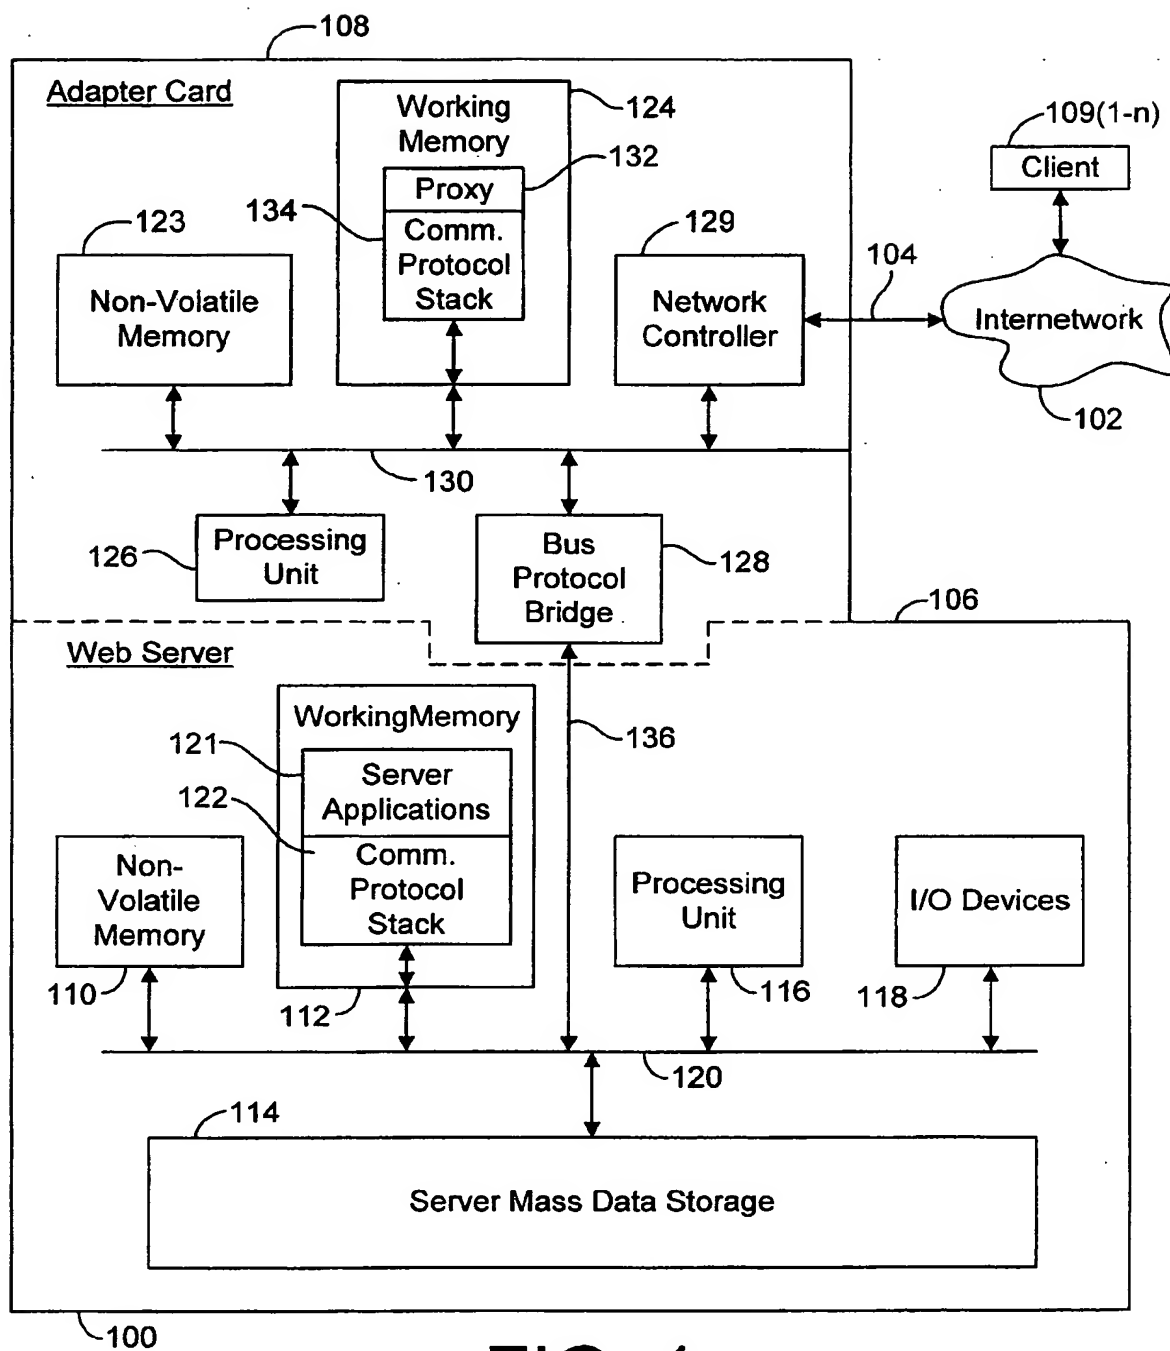 108
Adapter Card
Working
Memory
124
109(1-n)
Client
132
Proxy
134
Comm.
Protocol
Stack
123
Non-Volatile
Memory
129
Network
Controller
104
Internetwork
102
130
126
Processing
Unit
Bus
Protocol
Bridge
128
106
Web Server
WorkingMemory
136
121
Server
Applications
122
Comm.
Protocol
Stack
Non-
Volatile
Memory
110
112
Processing
Unit
116
I/O Devices
118
120
114
Server Mass Data Storage
100